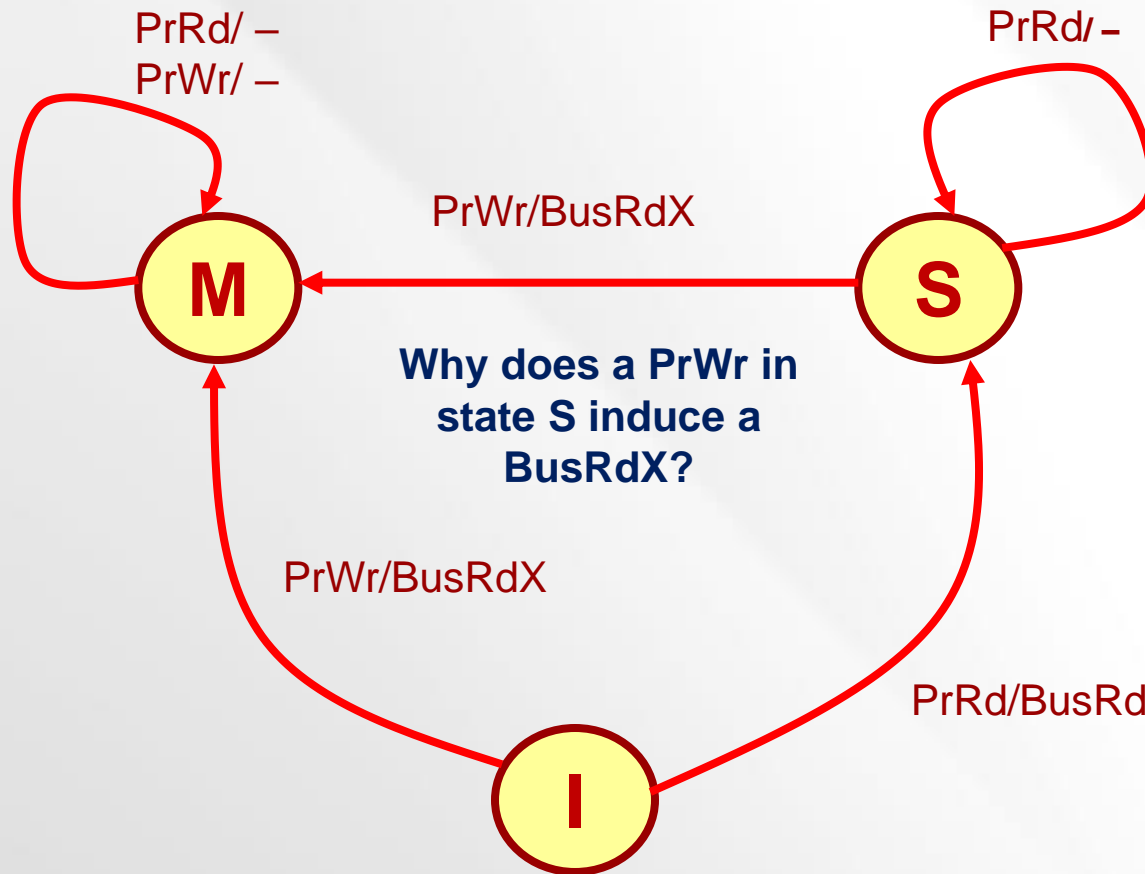 PrRd/ –
PrWr/ –
PrRd/ –
PrWr/BusRdX
M
S
Why does a PrWr in
state S induce a
BusRdX?
PrWr/BusRdX
PrRd/BusRd
I